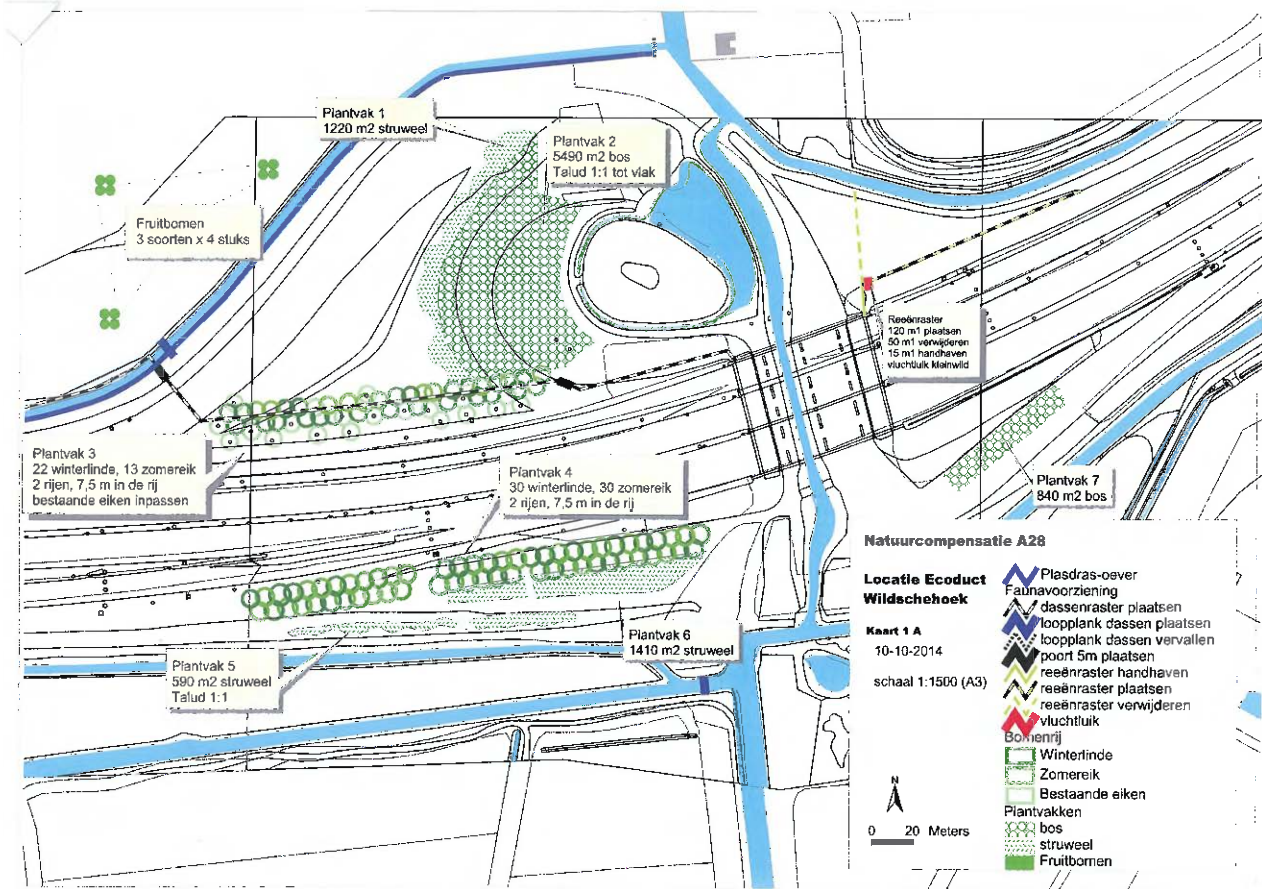 Plantvak 1
1220 m2 struweel
Plantvak 2
5490 m2 bos
Talud 1:1 tot vlak
Fruitbomen
3 soorten x 4 stuks
Reeënraster
120 m1 plaatsen
50 m1 verwijderen
15 m1 handhaven
vluchtluik kleinwild
Plantvak 3
22 winterlinde, 13 zomereik
2 rijen, 7,5 m in de rij
bestaande eiken inpassen
Plantvak 4
30 winterlinde, 30 zomereik
2 rijen, 7,5 m in de rij
Plantvak 7
840 m2 bos
Plantvak 6
1410 m2 struweel
Plantvak 5
590 m2 struweel
Talud 1:1
Natuurcompensatie A28
Locatie Ecoduct
Wildschehoek
Kaart 1 A
10-10-2014
schaal 1:1500 (A3)
N
0 20 Meters
Plasdras-oever
Faunavoorziening
dassenraster plaatsen
loopplank dassen plaatsen
loopplank dassen vervallen
poort 5m plaatsen
reeënraster handhaven
reeënraster plaatsen
reeënraster verwijderen
vluchtluik
Bomenrij
Winterlinde
Zomereik
Bestaande eiken
Plantvakken
bos
struweel
Fruitbomen